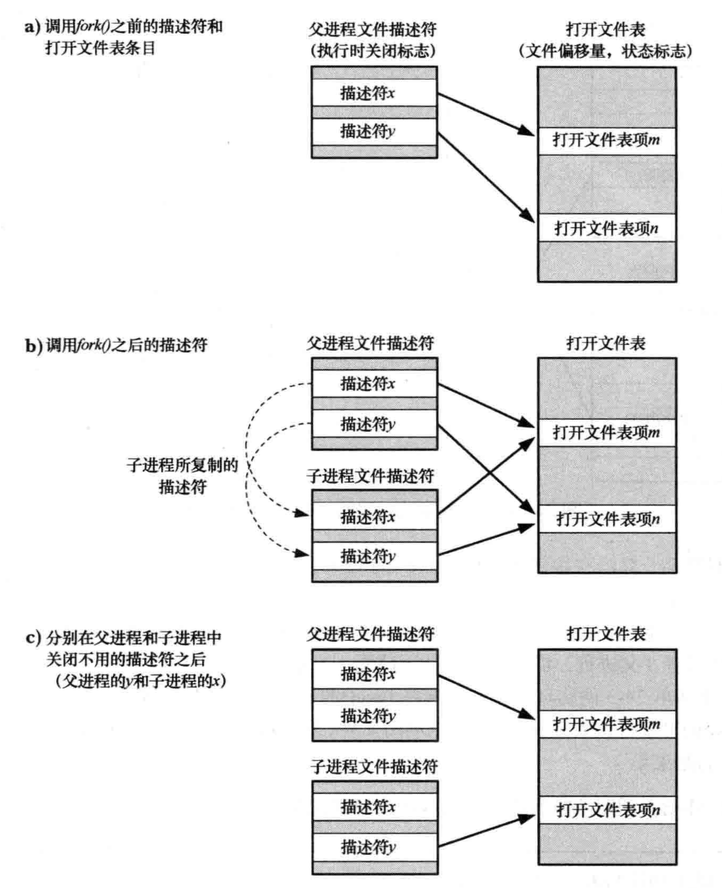 a) 调用fork()之前的描述符和
打开文件表条目
父进程文件描述符
(执行时关闭标志)
打开文件表
(文件偏移量，状态标志)
描述符x
描述符y
打开文件表项m
打开文件表项n
b) 调用fork()之后的描述符
父进程文件描述符
打开文件表
描述符x
描述符y
打开文件表项m
子进程所复制的
描述符
子进程文件描述符
描述符x
描述符y
打开文件表项n
c) 分别在父进程和子进程中
关闭不用的描述符之后
（父进程的y和子进程的x）
父进程文件描述符
打开文件表
描述符x
描述符y
打开文件表项m
子进程文件描述符
描述符x
描述符y
打开文件表项n